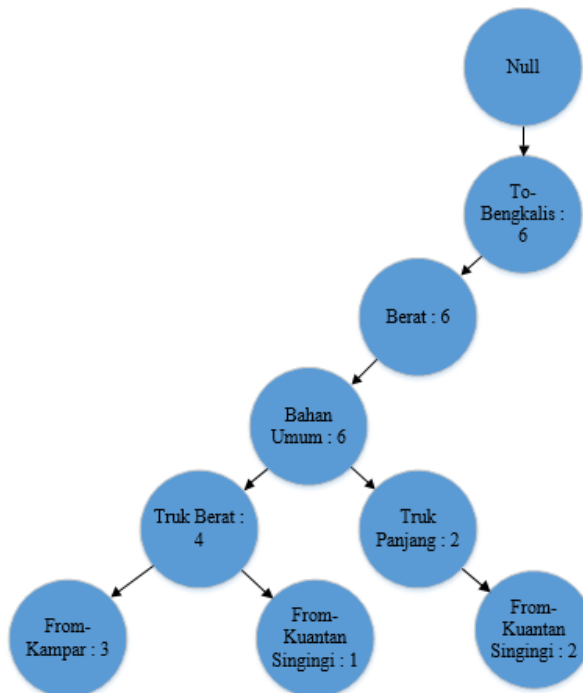 Null
To-
Bengkalis :
6
Berat : 6
Bahan
Umum : 6
Truk Berat :
4
Truk
Panjang : 2
From-
Kampar : 3
From-
Kuantan
Singingi : 1
From-
Kuantan
Singingi : 2